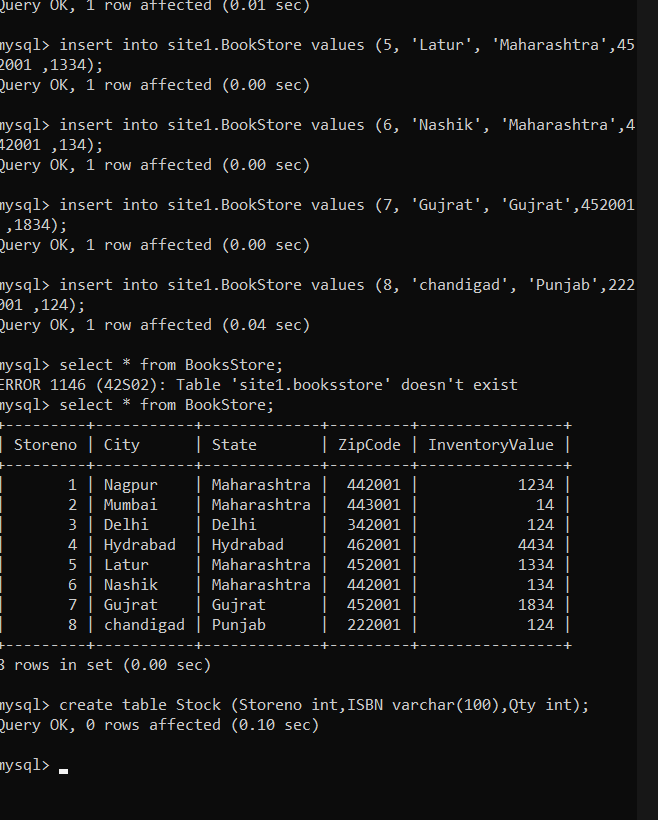 Query OK, 1 row affected (0.01 sec)
mysql> insert into site1.BookStore values (5, 'Latur', 'Maharashtra',45
2001 ,1334);
Query OK, 1 row affected (0.00 sec)
mysql> insert into site1.BookStore values (6, 'Nashik', 'Maharashtra',4
42001 ,134);
Query OK, 1 row affected (0.00 sec)
mysql> insert into site1.BookStore values (7, 'Gujrat', 'Gujrat',452001
 ,1834);
Query OK, 1 row affected (0.00 sec)
mysql> insert into site1.BookStore values (8, 'chandigad', 'Punjab',222
001 ,124);
Query OK, 1 row affected (0.04 sec)
mysql> select * from BooksStore;
ERROR 1146 (42S02): Table 'site1.booksstore' doesn't exist
mysql> select * from BookStore;
+---------+-----------+-------------+---------+----------------+
| Storeno | City      | State       | ZipCode | InventoryValue |
+---------+-----------+-------------+---------+----------------+
|       1 | Nagpur    | Maharashtra |  442001 |           1234 |
|       2 | Mumbai    | Maharashtra |  443001 |             14 |
|       3 | Delhi     | Delhi       |  342001 |            124 |
|       4 | Hydrabad  | Hydrabad    |  462001 |           4434 |
|       5 | Latur     | Maharashtra |  452001 |           1334 |
|       6 | Nashik    | Maharashtra |  442001 |            134 |
|       7 | Gujrat    | Gujrat      |  452001 |           1834 |
|       8 | chandigad | Punjab      |  222001 |            124 |
+---------+-----------+-------------+---------+----------------+
8 rows in set (0.00 sec)
mysql> create table Stock (Storeno int,ISBN varchar(100),Qty int);
Query OK, 0 rows affected (0.10 sec)
mysql>